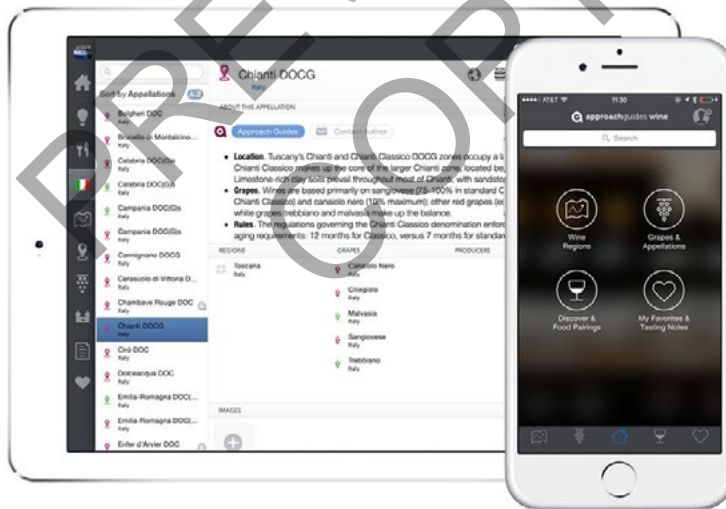 PRE
COPY
Sort by Appellations
A-Z
Bolgheri DOC
Italy
Brunello di Montalcino...
Italy
Calabria DOC(G)s
Italy
Calabria DOC(G)s
Italy
Campania DOC(G)s
Italy
Campania DOC(G)s
Italy
Carmignano DOCG
Italy
Cerasuolo di Vittoria D...
Italy
Chambave Rouge DOC
Italy
Chianti DOCG
Italy
Cirò DOC
Italy
Dolceacqua DOC
Italy
Emilia-Romagna DOC(...
Italy
Emilia-Romagna DOC(...
Italy
Enfer d'Arvier DOC
Italy
Chianti DOCG
Italy
ABOUT THIS APPELLATION
Approach Guides
Contact Author
Location. Tuscany's Chianti and Chianti Classico DOCG zones occupy a l
Chianti Classico makes up the core of the larger Chianti zone, located be
Limestone-rich clay soils prevail throughout most of Chianti, with sandsto
Grapes. Wines are based primarily on sangiovese (75-100% in standard C
Chianti Classico) and canaiolo nero (10% maximum); other red grapes (es
white grapes trebbiano and malvasia make up the balance.
Rules. The regulations governing the Chianti Classico denomination enforc
aging requirements: 12 months for Classico, versus 7 months for standar
REGIONS
GRAPES
PRODUCERS
Toscana
Italy
Canaiolo Nero
Italy
Ciliegiolo
Italy
Malvasia
Italy
Sangiovese
Italy
Trebbiano
Italy
IMAGES
AT&T
11:30
approachguides wine
Search
Wine
Regions
Grapes &
Appellations
Discover &
Food Pairings
My Favorites &
Tasting Notes